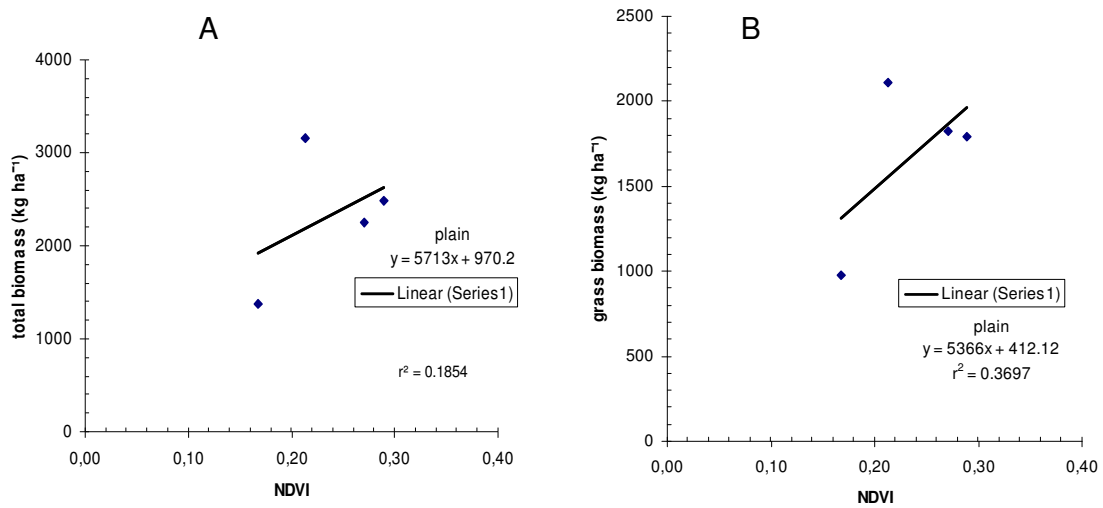 A
4000
3000
2000
1000
0
total biomass (kg ha⁻¹)
plain
y = 5713x + 970.2
Linear (Series1)
r² = 0.1854
0,00 0,10 0,20 0,30 0,40
NDVI
B
2500
2000
1500
1000
500
0
grass biomass (kg ha⁻¹)
Linear (Series1)
plain
y = 5366x + 412.12
r² = 0.3697
0,00 0,10 0,20 0,30 0,40
NDVI